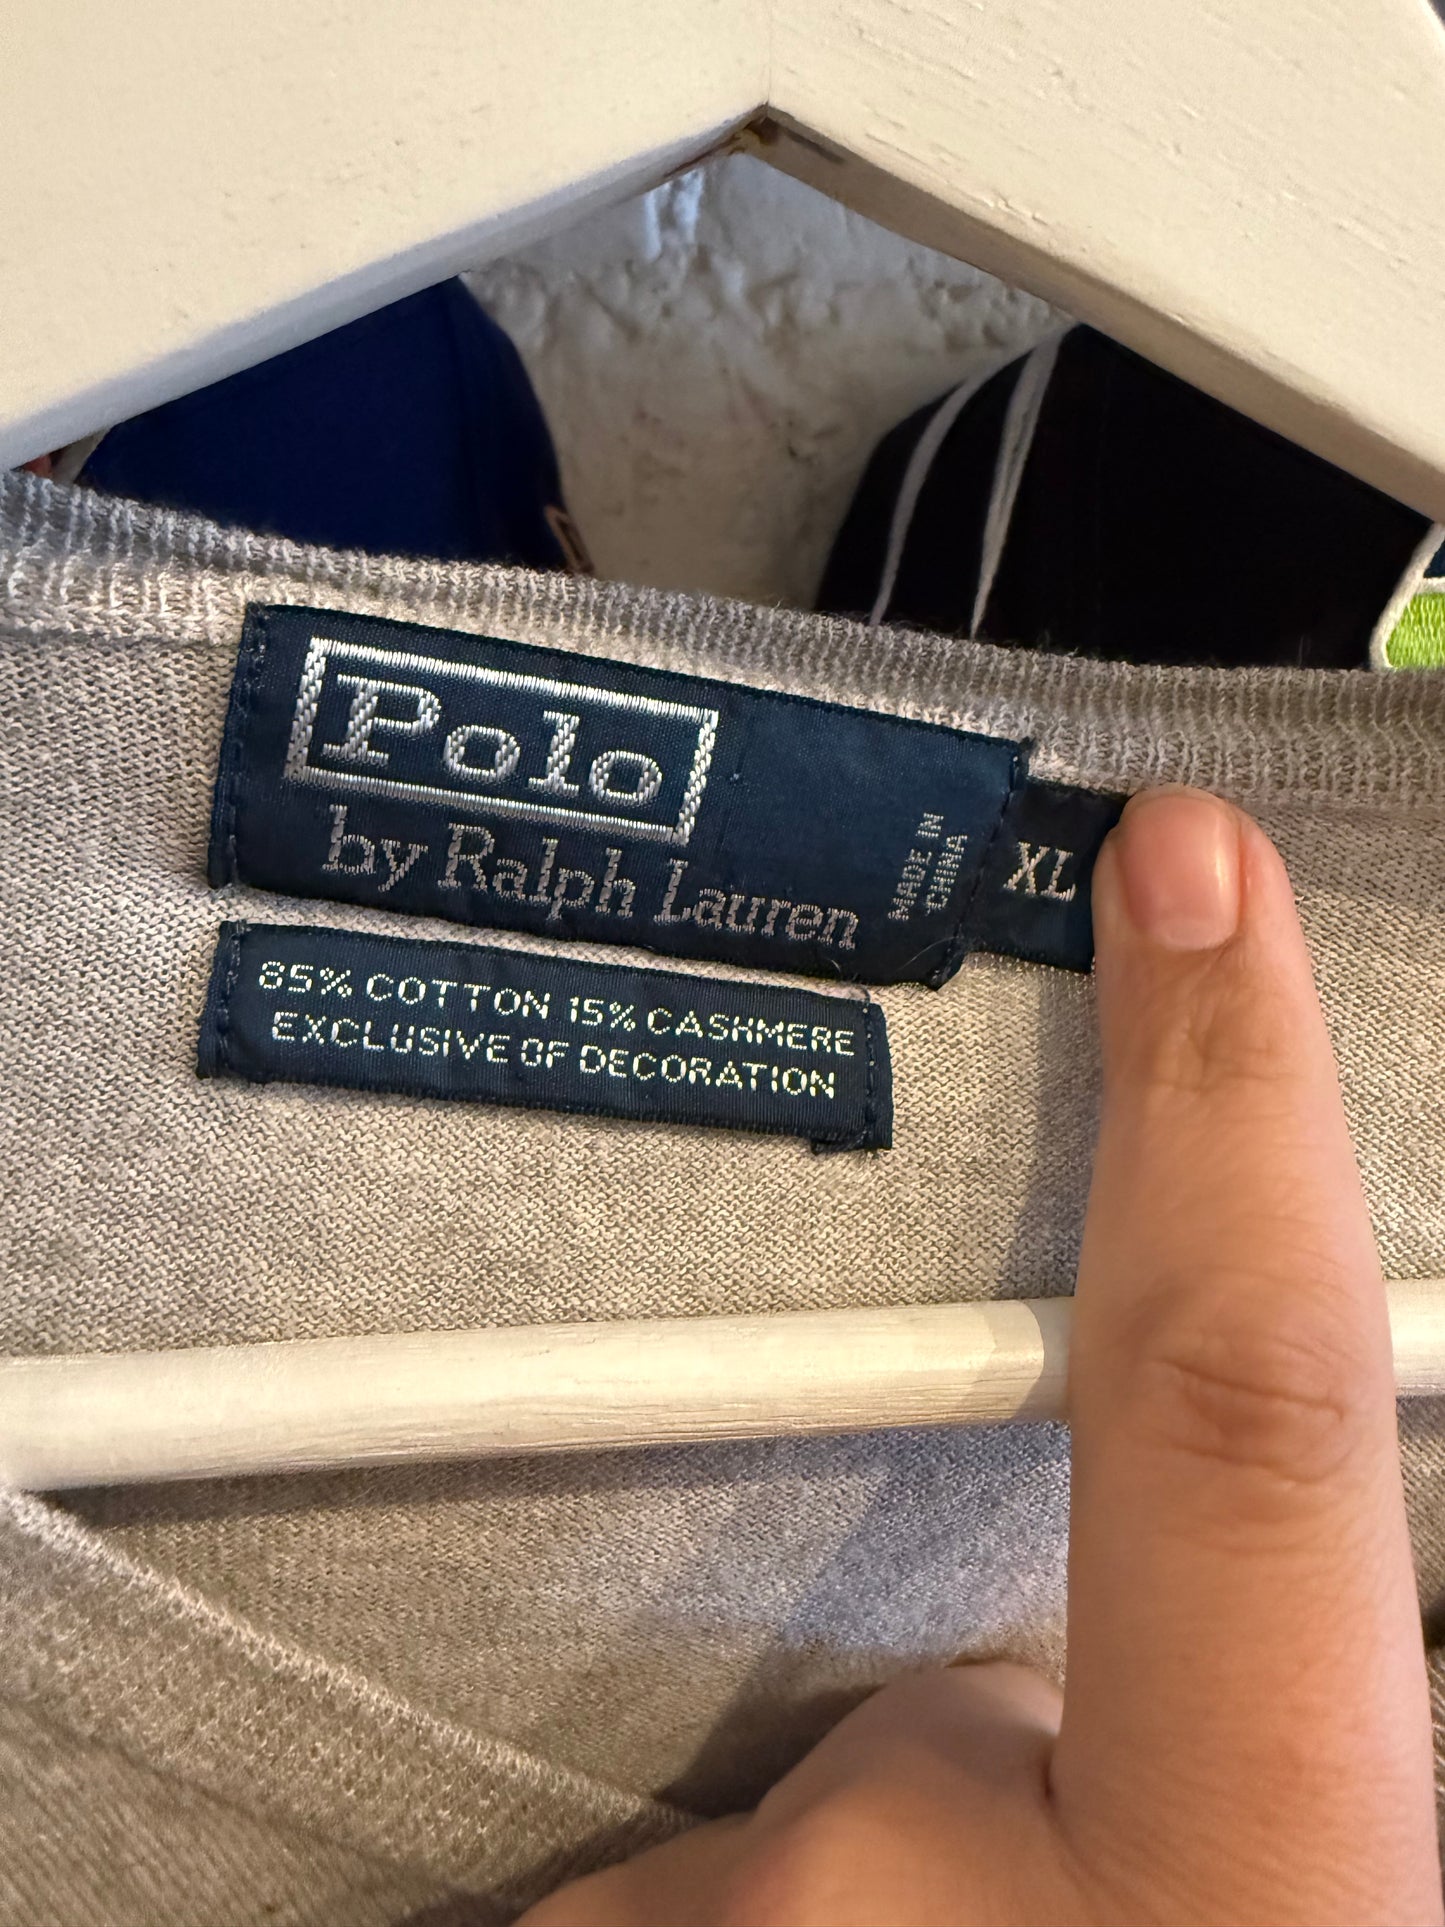 Polo
by Ralph Lauren
MADE IN
CHINA
XL
85% COTTON 15% CASHMERE
EXCLUSIVE OF DECORATION